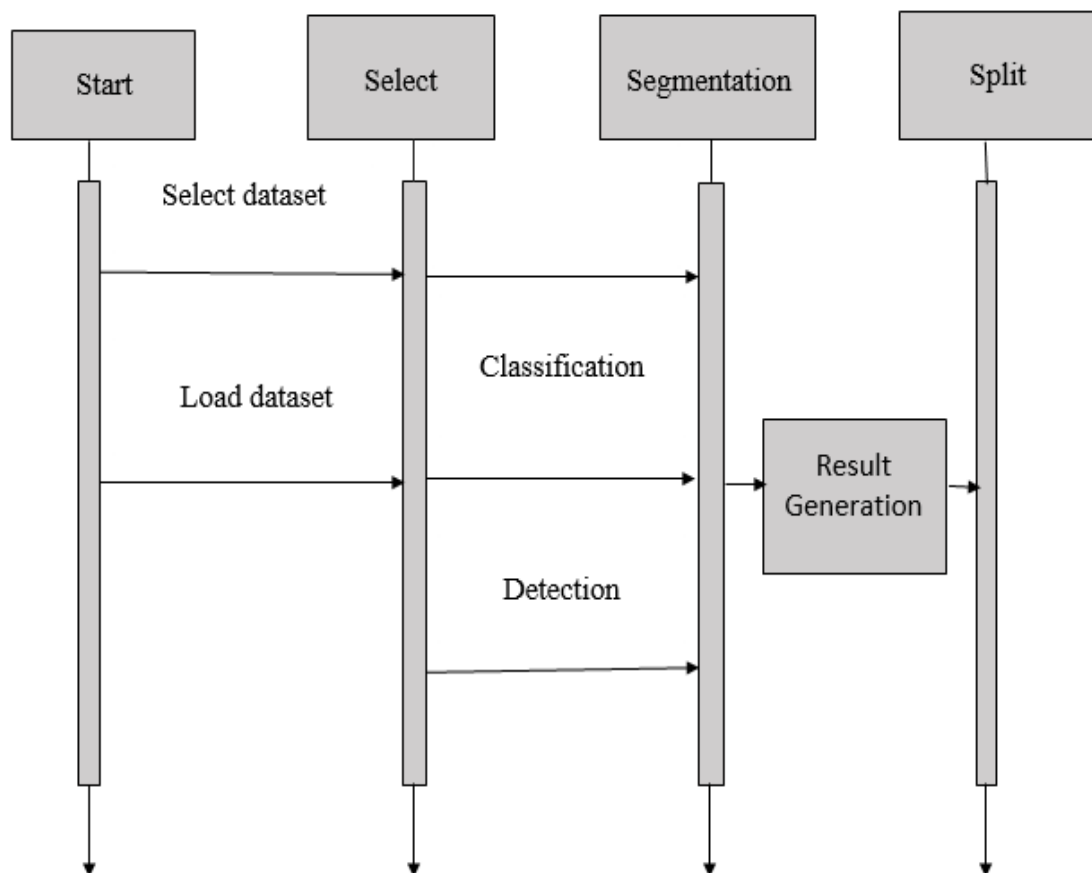 Start
Select
Segmentation
Split
Select dataset
Classification
Load dataset
Result
Generation
Detection